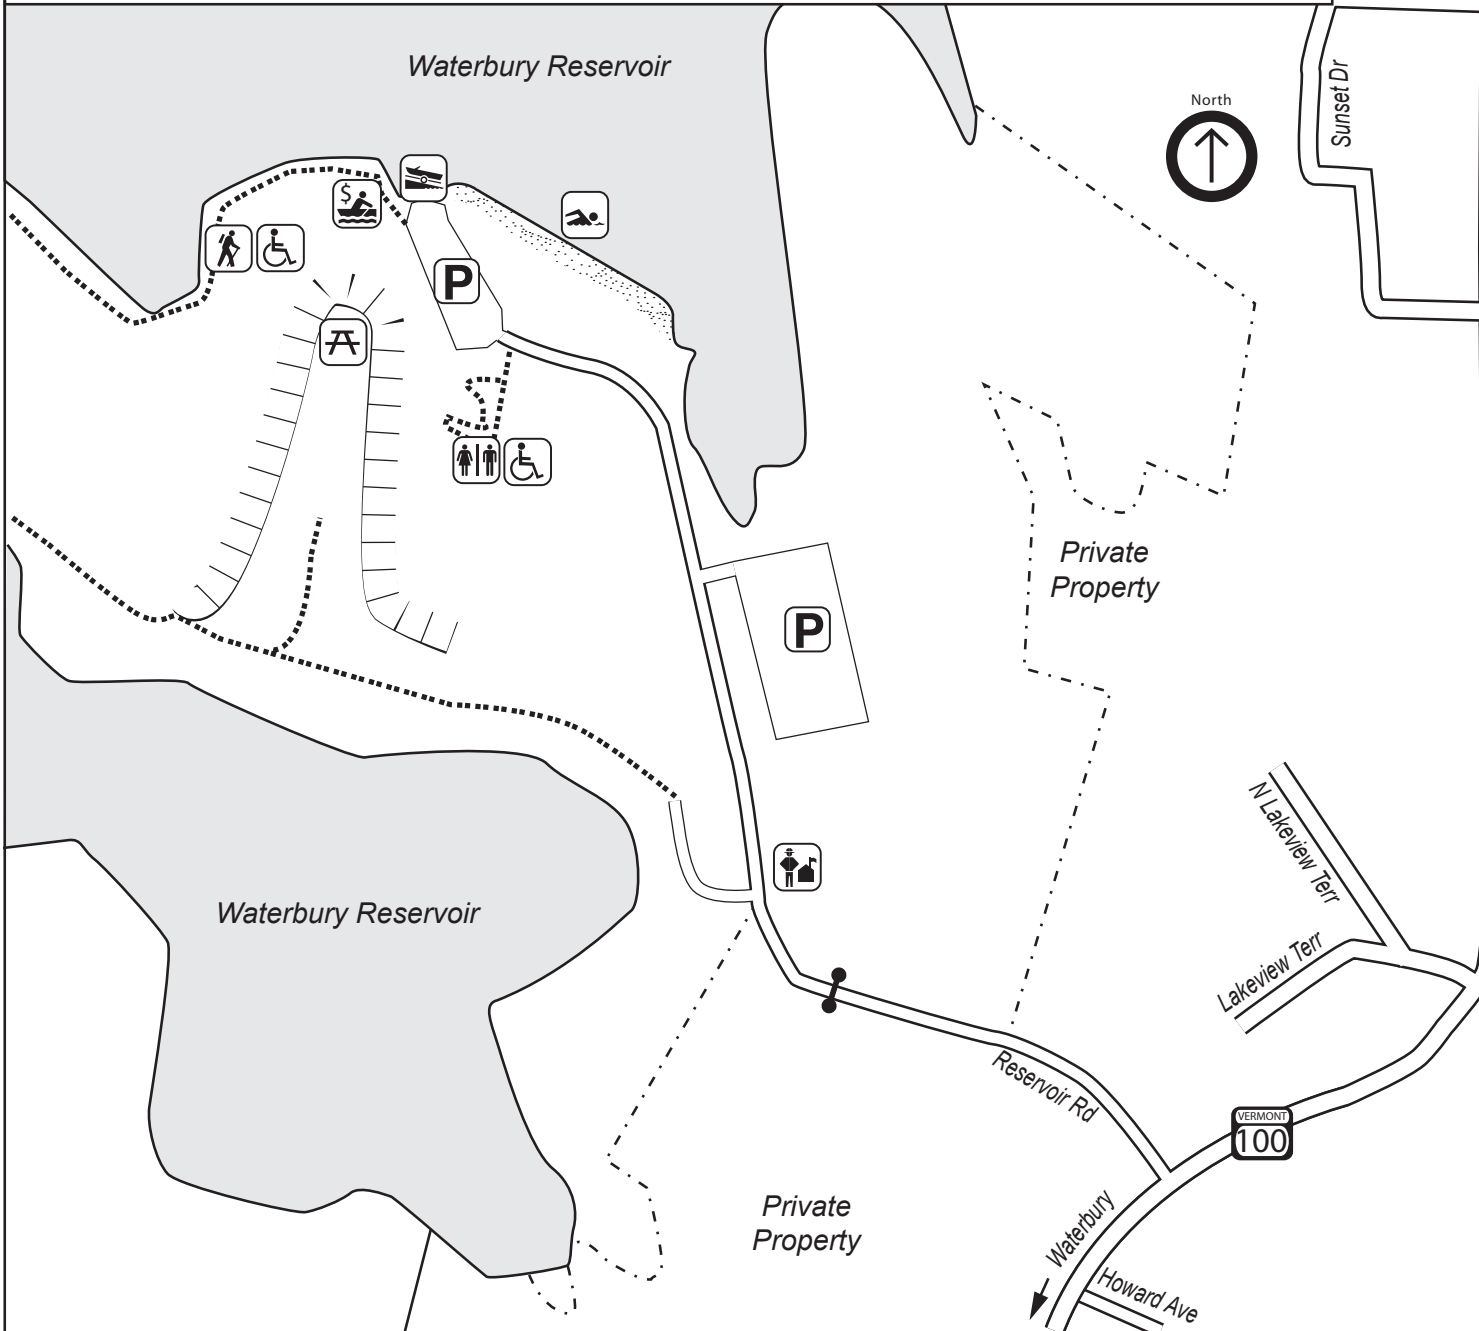 Waterbury Reservoir
North
Sunset Dr
$
P
Private
Property
P
N Lakeview Terr
Waterbury Reservoir
Lakeview Terr
Reservoir Rd
VERMONT
100
Private
Property
Waterbury
Howard Ave